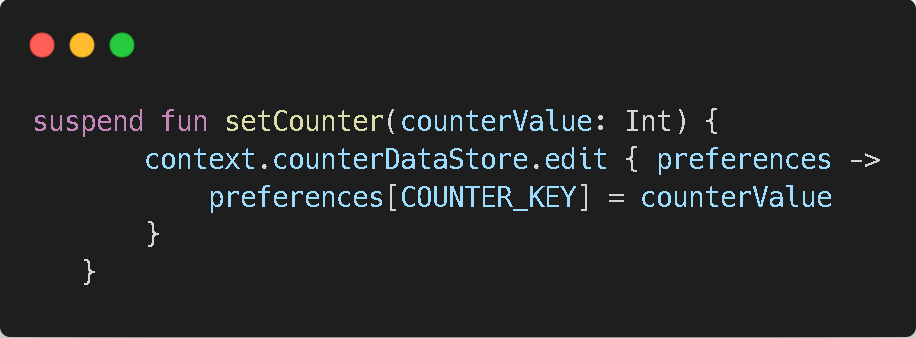 suspend fun setCounter(counterValue: Int) {
        context.counterDataStore.edit { preferences ->
            preferences[COUNTER_KEY] = counterValue
        }
    }